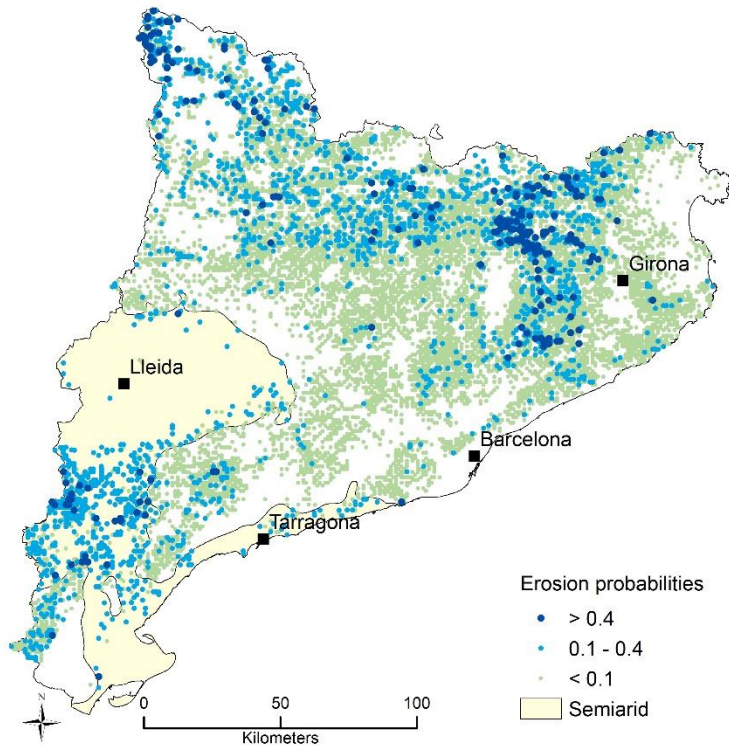 Girona
Lleida
Barcelona
Tarragona
Erosion probabilities
> 0.4
0.1 - 0.4
< 0.1
Semiarid
N
0 50 100
Kilometers